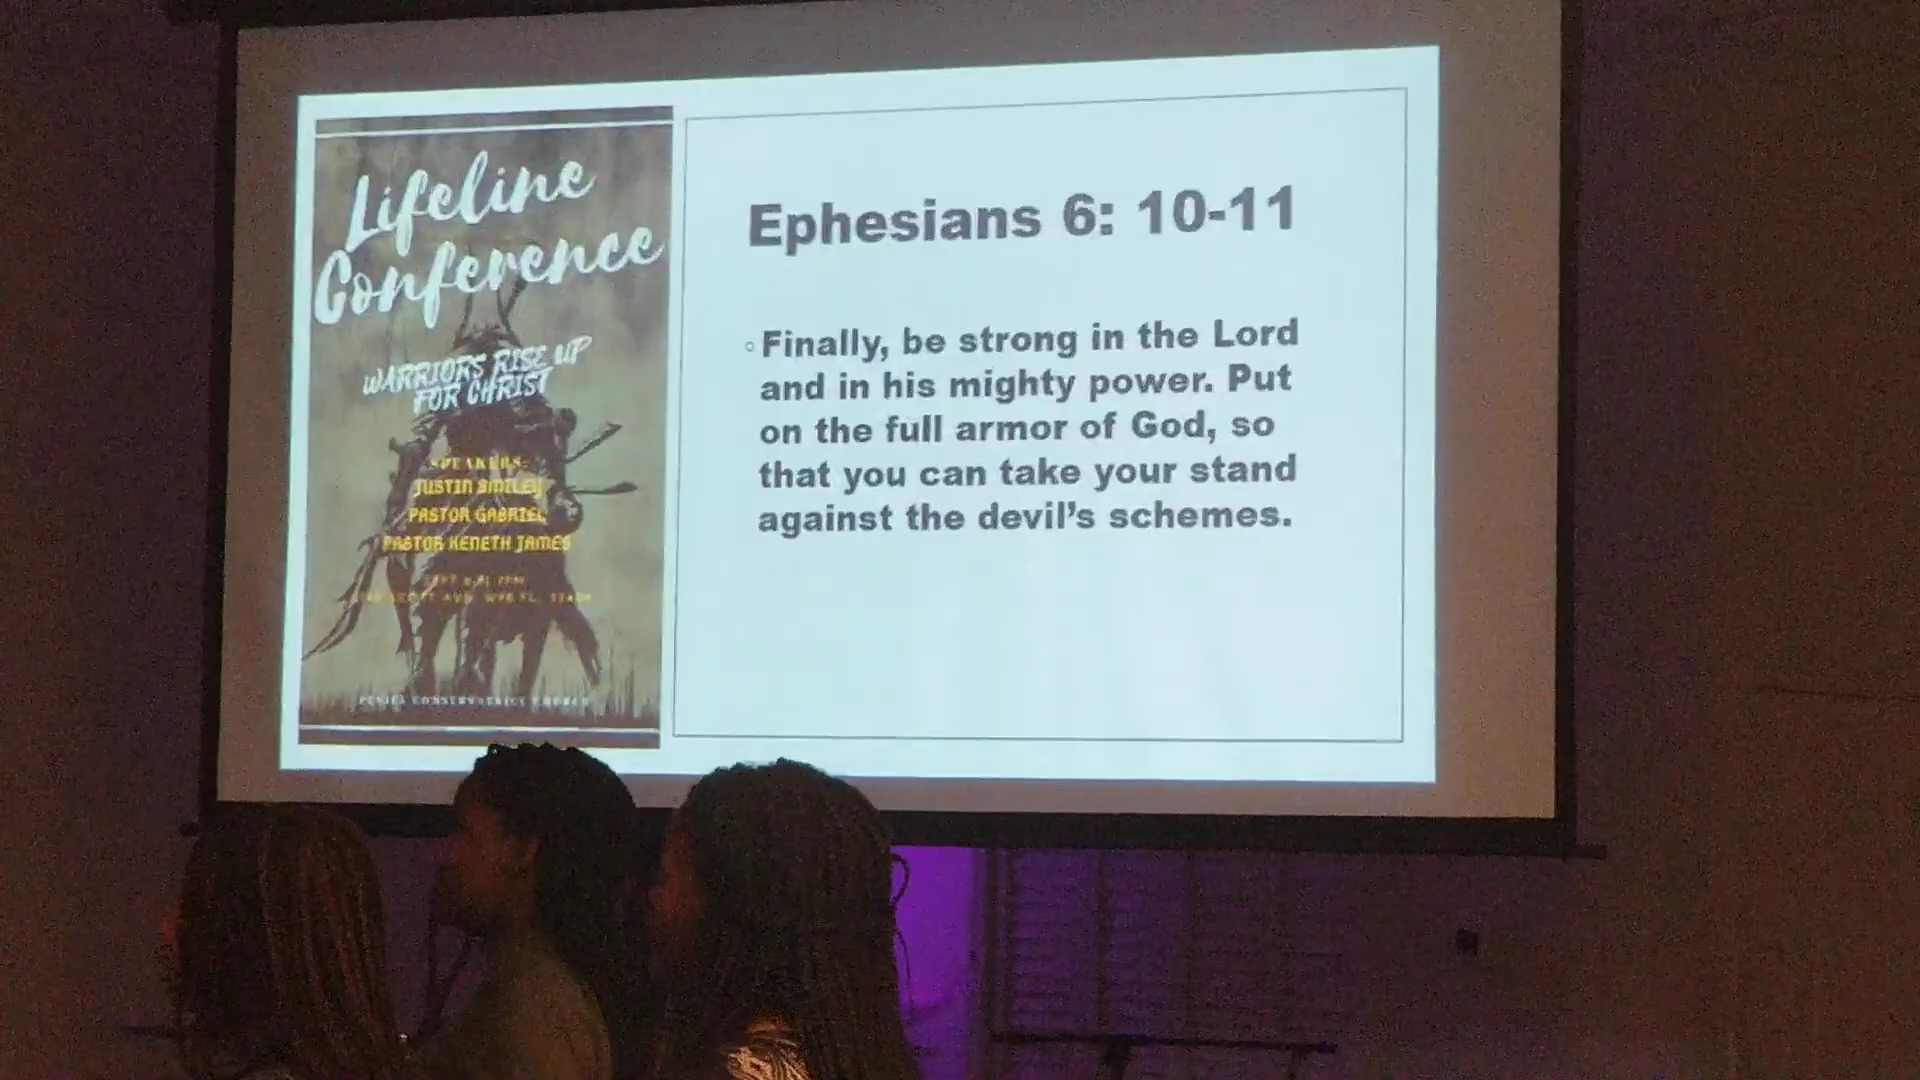 Lifeline
Conference
WARRIORS RISE UP
FOR CHRIST
SPEAKERS:
JUSTIN SMILEY
PASTOR GABRIEL
PASTOR KENETH JAMES
Ephesians 6: 10-11
Finally, be strong in the Lord
and in his mighty power. Put
on the full armor of God, so
that you can take your stand
against the devil’s schemes.